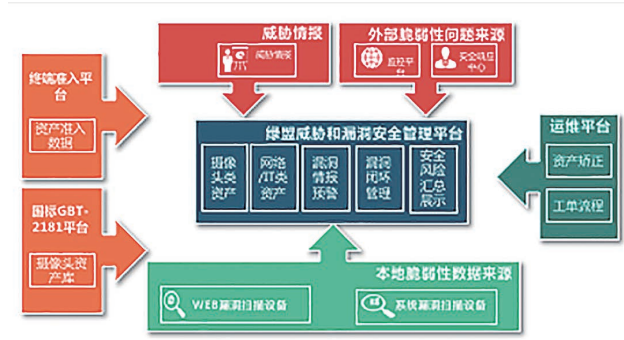 威胁情报
威胁情报
外部脆弱性问题来源
监控平
台
安全响应
中心
终端准入平
台
资产准入
数据
绿盟威胁和漏洞安全管理平台
摄像
头类
资产
网络
/IT类
资产
漏洞
情报
预警
漏洞
闭环
管理
安全
风险
汇总
展示
运维平台
资产矫正
工单流程
国标GBT-
2181平台
摄像头资
产库
本地脆弱性数据来源
WEB漏洞扫描设备
系统漏洞扫描设备